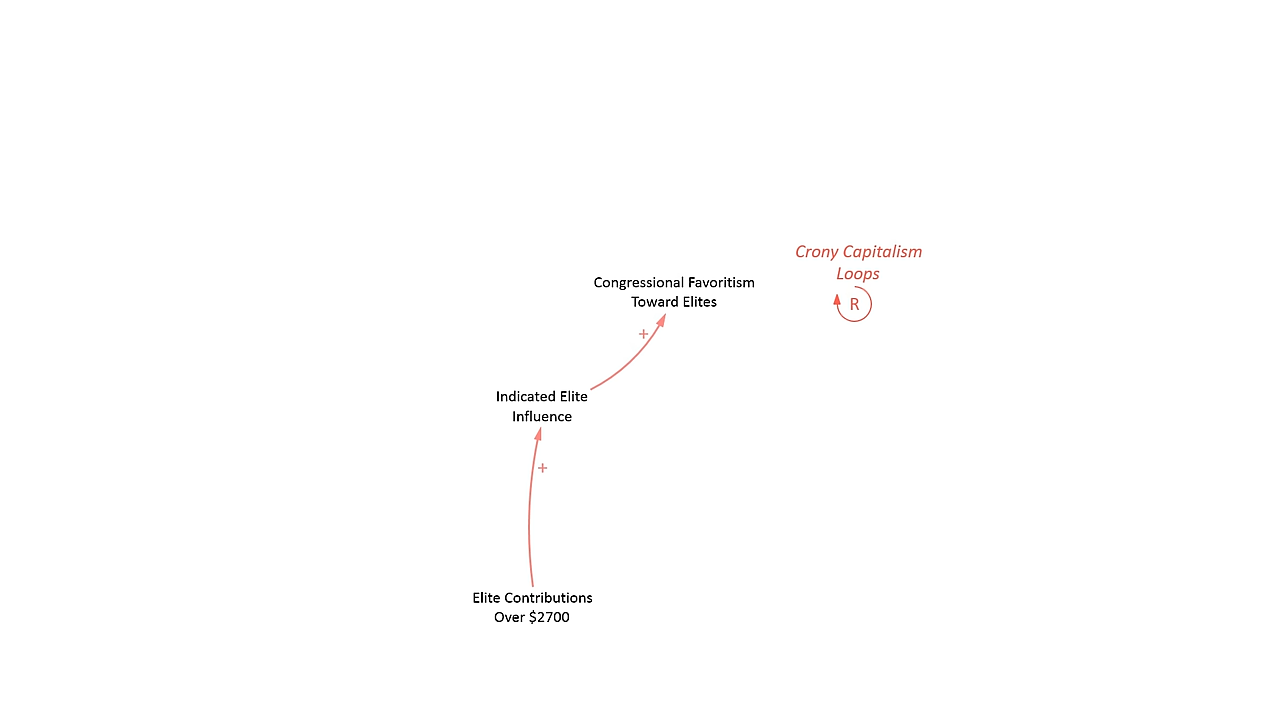 Crony Capitalism
Loops
R
Congressional Favoritism
Toward Elites
+
Indicated Elite
Influence
+
Elite Contributions
Over $2700